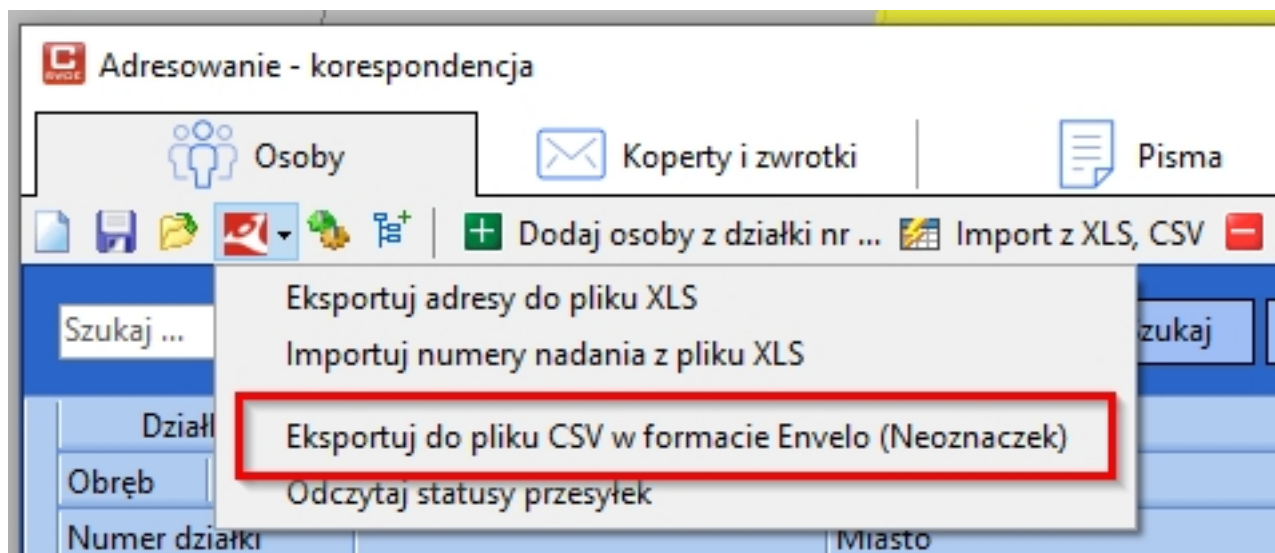 Adresowanie - korespondencja
Osoby
Koperty i zwrotki
Pisma
Dodaj osoby z działki nr ...
Import z XLS, CSV
Szukaj ...
Eksportuj adresy do pliku XLS
Importuj numery nadania z pliku XLS
Eksportuj do pliku CSV w formacie Envelo (Neoznaczek)
Odczytaj statusy przesyłek
Obręb
Numer działki
Miasto